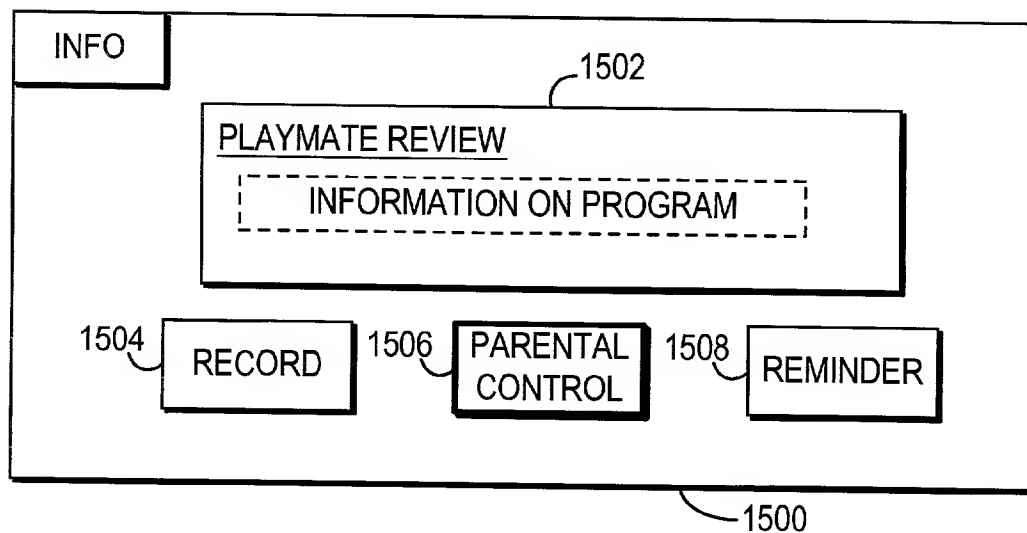 INFO
1502
PLAYMATE REVIEW
INFORMATION ON PROGRAM
1504
RECORD
1506
PARENTAL
CONTROL
1508
REMINDER
1500